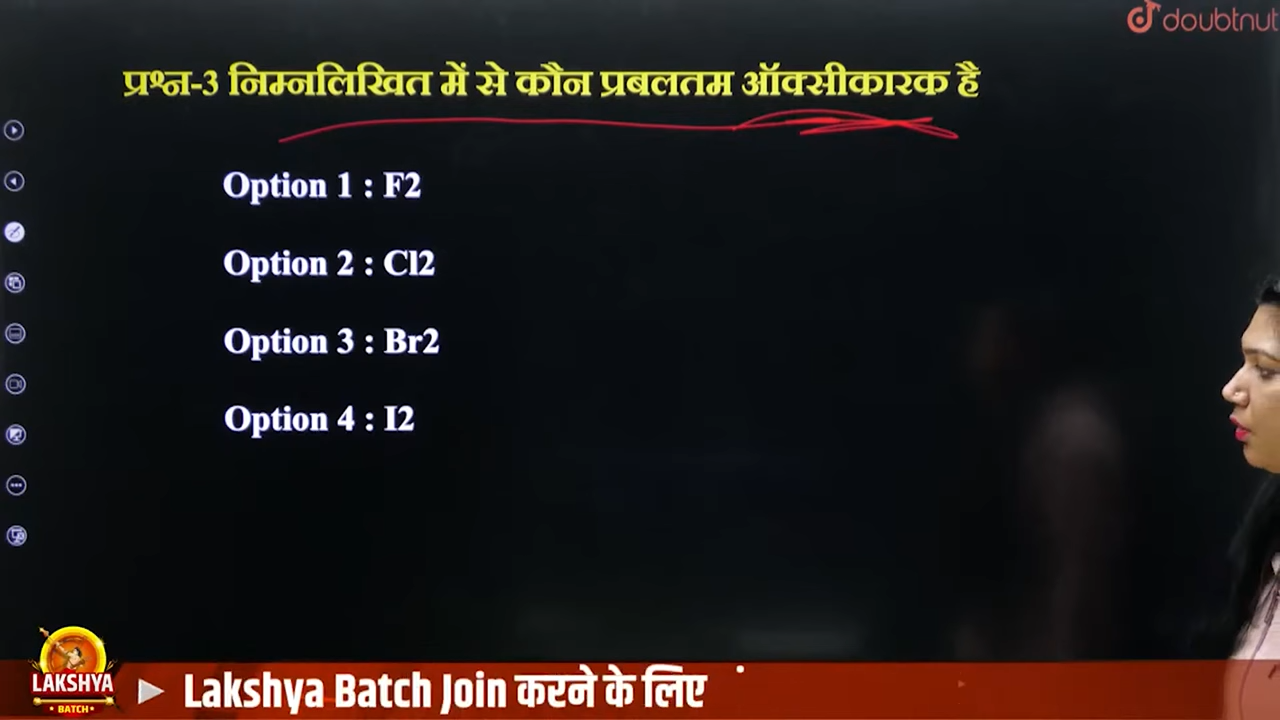 doubtnut
प्रश्न-3 निम्नलिखित में से कौन प्रबलतम ऑक्सीकारक है
Option 1 : F2
Option 2 : Cl2
Option 3 : Br2
Option 4 : I2
LAKSHYA
BATCH
Lakshya Batch Join करने के लिए